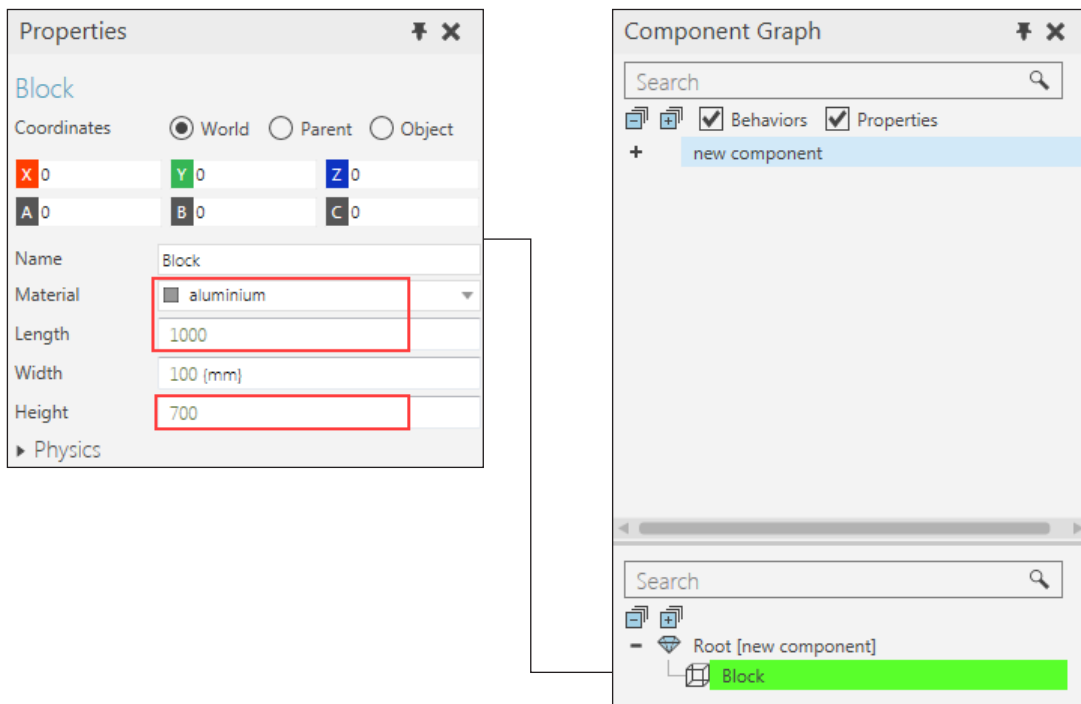 Properties
Block
Coordinates World Parent Object
X 0 Y 0 Z 0
A 0 B 0 C 0
Name Block
Material aluminium
Length 1000
Width 100 {mm}
Height 700
Physics
Component Graph
Search
Behaviors Properties
new component
Search
Root [new component]
Block